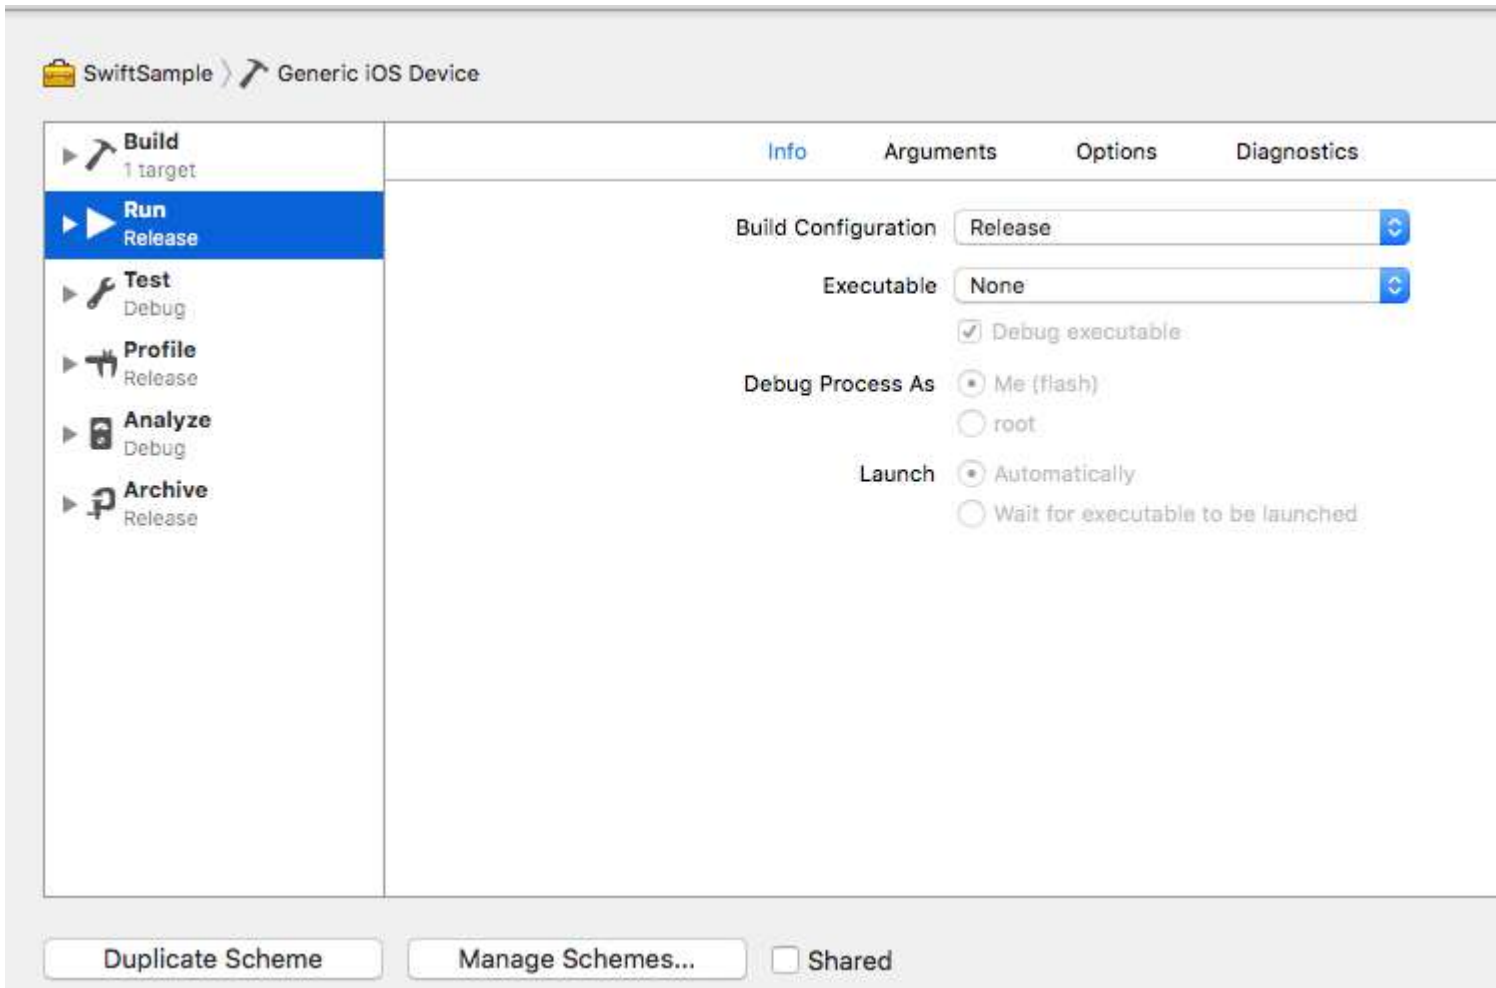 SwiftSample Generic iOS Device
Build
1 target
Run
Release
Test
Debug
Profile
Release
Analyze
Debug
Archive
Release
Info Arguments Options Diagnostics
Build Configuration Release
Executable None
Debug executable
Debug Process As Me (flash)
root
Launch Automatically
Wait for executable to be launched
Duplicate Scheme Manage Schemes... Shared